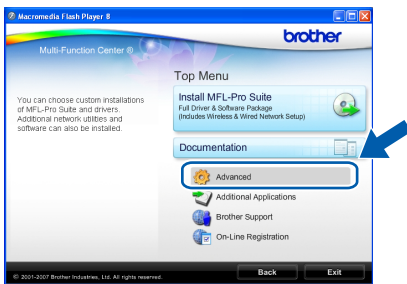 Macromedia Flash Player 8
brother
Multi-Function Center ®
Top Menu
You can choose custom installations
of MFL-Pro Suite and drivers.
Additional network utilities and
software can also be installed.
Install MFL-Pro Suite
Full Driver & Software Package
(Includes Wireless & Wired Network Setup)
Documentation
Advanced
Additional Applications
Brother Support
On-Line Registration
© 2001-2007 Brother Industries, Ltd. All rights reserved.
Back
Exit